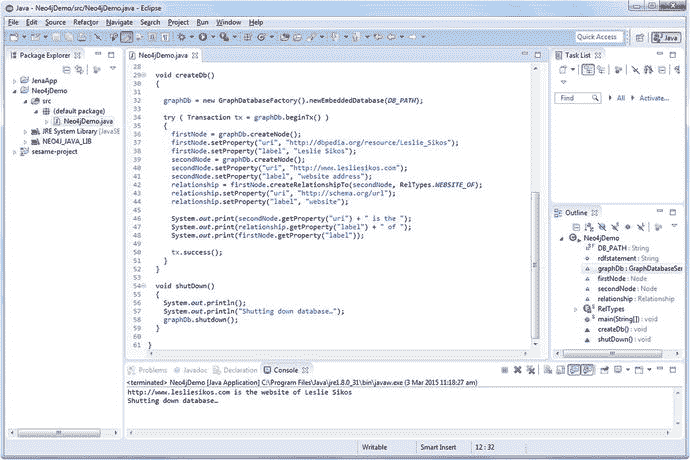 Java - Neo4jDemo/src/Neo4jDemo.java - Eclipse
File Edit Source Refactor Navigate Search Project Run Window Help
Quick Access
Java
Package Explorer
JenaApp
Neo4jDemo
src
(default package)
Neo4jDemo.java
JRE System Library [JavaSE
NEO4J_JAVA_LIB
sesame-project
Neo4jDemo.java
28
29 void createDb()
30 {
31
32 graphDb = new GraphDatabaseFactory().newEmbeddedDatabase(DB_PATH);
33
34 try ( Transaction tx = graphDb.beginTx() )
35 {
36 firstNode = graphDb.createNode();
37 firstNode.setProperty("uri", "http://dbpedia.org/resource/Leslie_Sikos");
38 firstNode.setProperty("label", "Leslie Sikos");
39 secondNode = graphDb.createNode();
40 secondNode.setProperty("uri", "http://www.lesliesikos.com");
41 secondNode.setProperty("label", "website address");
42 relationship = firstNode.createRelationshipTo(secondNode, RelTypes.WEBSITE_OF);
43 relationship.setProperty("uri", "http://schema.org/url");
44 relationship.setProperty("label", "website");
45
46 System.out.print(secondNode.getProperty("uri") + " is the ");
47 System.out.print(relationship.getProperty("label") + " of ");
48 System.out.print(firstNode.getProperty("label"));
49
50 tx.success();
51 }
52 }
53
54 void shutDown()
55 {
56 System.out.println();
57 System.out.println("Shutting down database…");
58 graphDb.shutdown();
59 }
60
61 }
Task List
Find
All
Activate...
Outline
Neo4jDemo
DB_PATH : String
rdfstatement : String
graphDb : GraphDatabaseSer
firstNode : Node
secondNode : Node
relationship : Relationship
RelTypes
main(String[]) : void
createDb() : void
shutDown() : void
Problems Javadoc Declaration Console
<terminated> Neo4jDemo [Java Application] C:\Program Files\Java\jre1.8.0_31\bin\javaw.exe (3 Mar 2015 11:18:27 am)
http://www.lesliesikos.com is the website of Leslie Sikos
Shutting down database…
Writable
Smart Insert
12 : 32